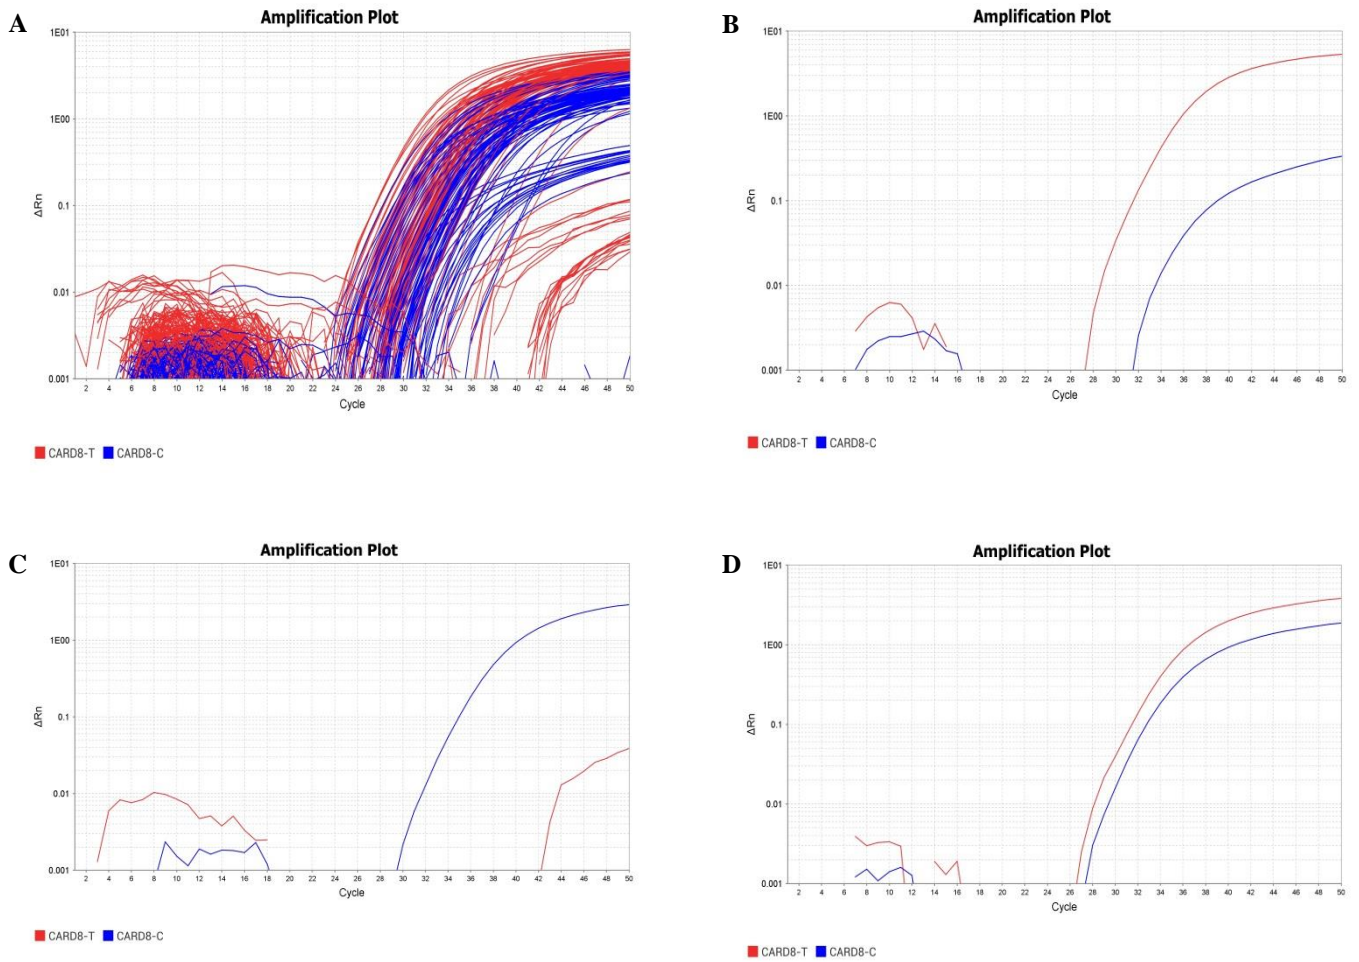 A
Amplification Plot
1E01
1E00
0.1
0.01
0.001
ΔRn
2 4 6 8 10 12 14 16 18 20 22 24 26 28 30 32 34 36 38 40 42 44 46 48 50
Cycle
CARD8-T CARD8-C
B
Amplification Plot
1E01
1E00
0.1
0.01
0.001
ΔRn
2 4 6 8 10 12 14 16 18 20 22 24 26 28 30 32 34 36 38 40 42 44 46 48 50
Cycle
CARD8-T CARD8-C
C
Amplification Plot
1E01
1E00
0.1
0.01
0.001
ΔRn
2 4 6 8 10 12 14 16 18 20 22 24 26 28 30 32 34 36 38 40 42 44 46 48 50
Cycle
CARD8-T CARD8-C
D
Amplification Plot
1E01
1E00
0.1
0.01
0.001
ΔRn
2 4 6 8 10 12 14 16 18 20 22 24 26 28 30 32 34 36 38 40 42 44 46 48 50
Cycle
CARD8-T CARD8-C